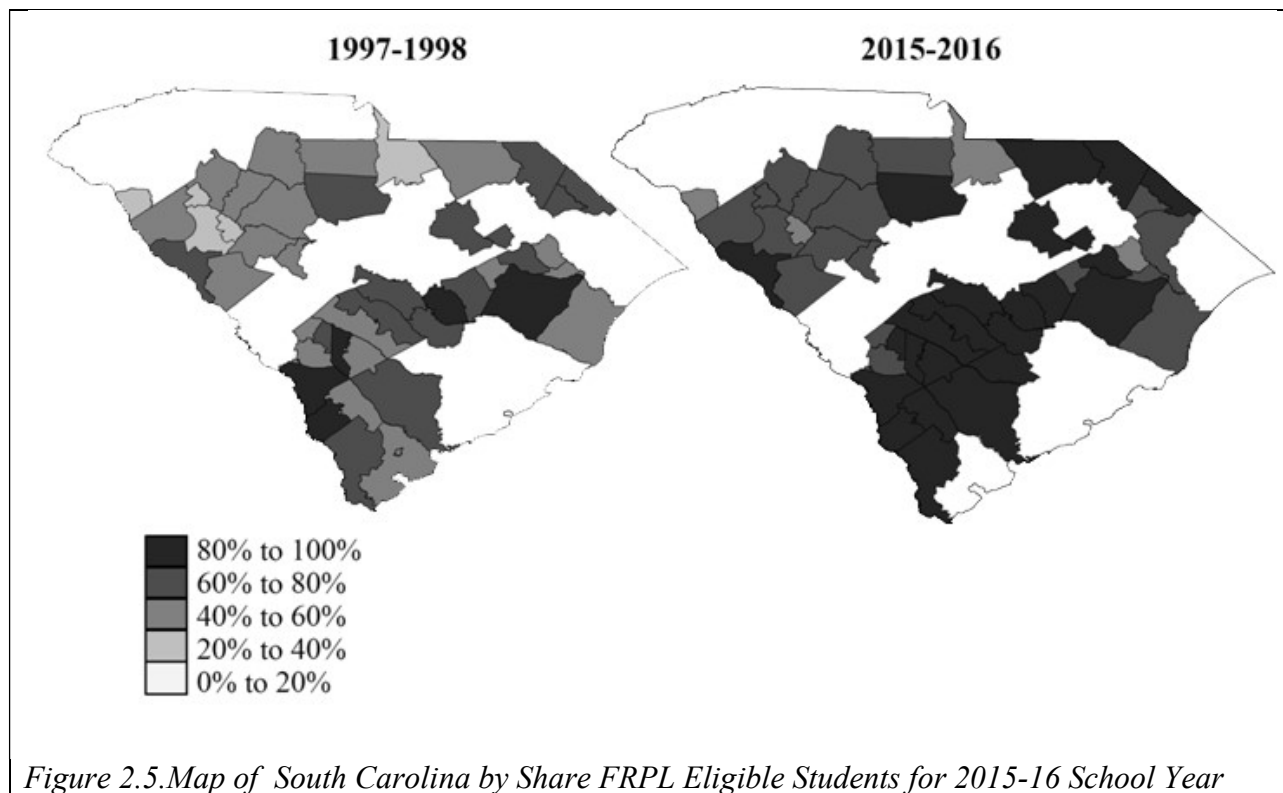 1997-1998
2015-2016
80% to 100%
60% to 80%
40% to 60%
20% to 40%
0% to 20%
Figure 2.5.Map of South Carolina by Share FRPL Eligible Students for 2015-16 School Year